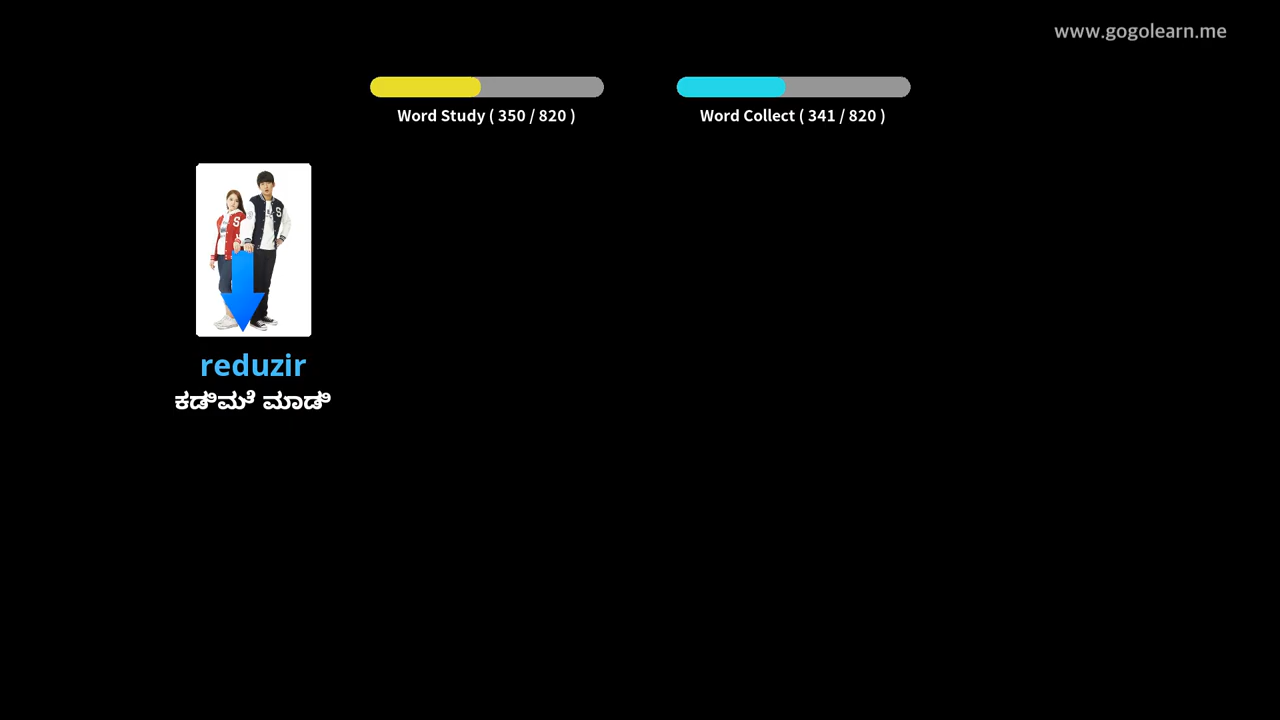 www.gogolearn.me
Word Study ( 350 / 820 )
Word Collect ( 341 / 820 )
S
S
reduzir
ಕಡಿಮೆ ಮಾಡಿ